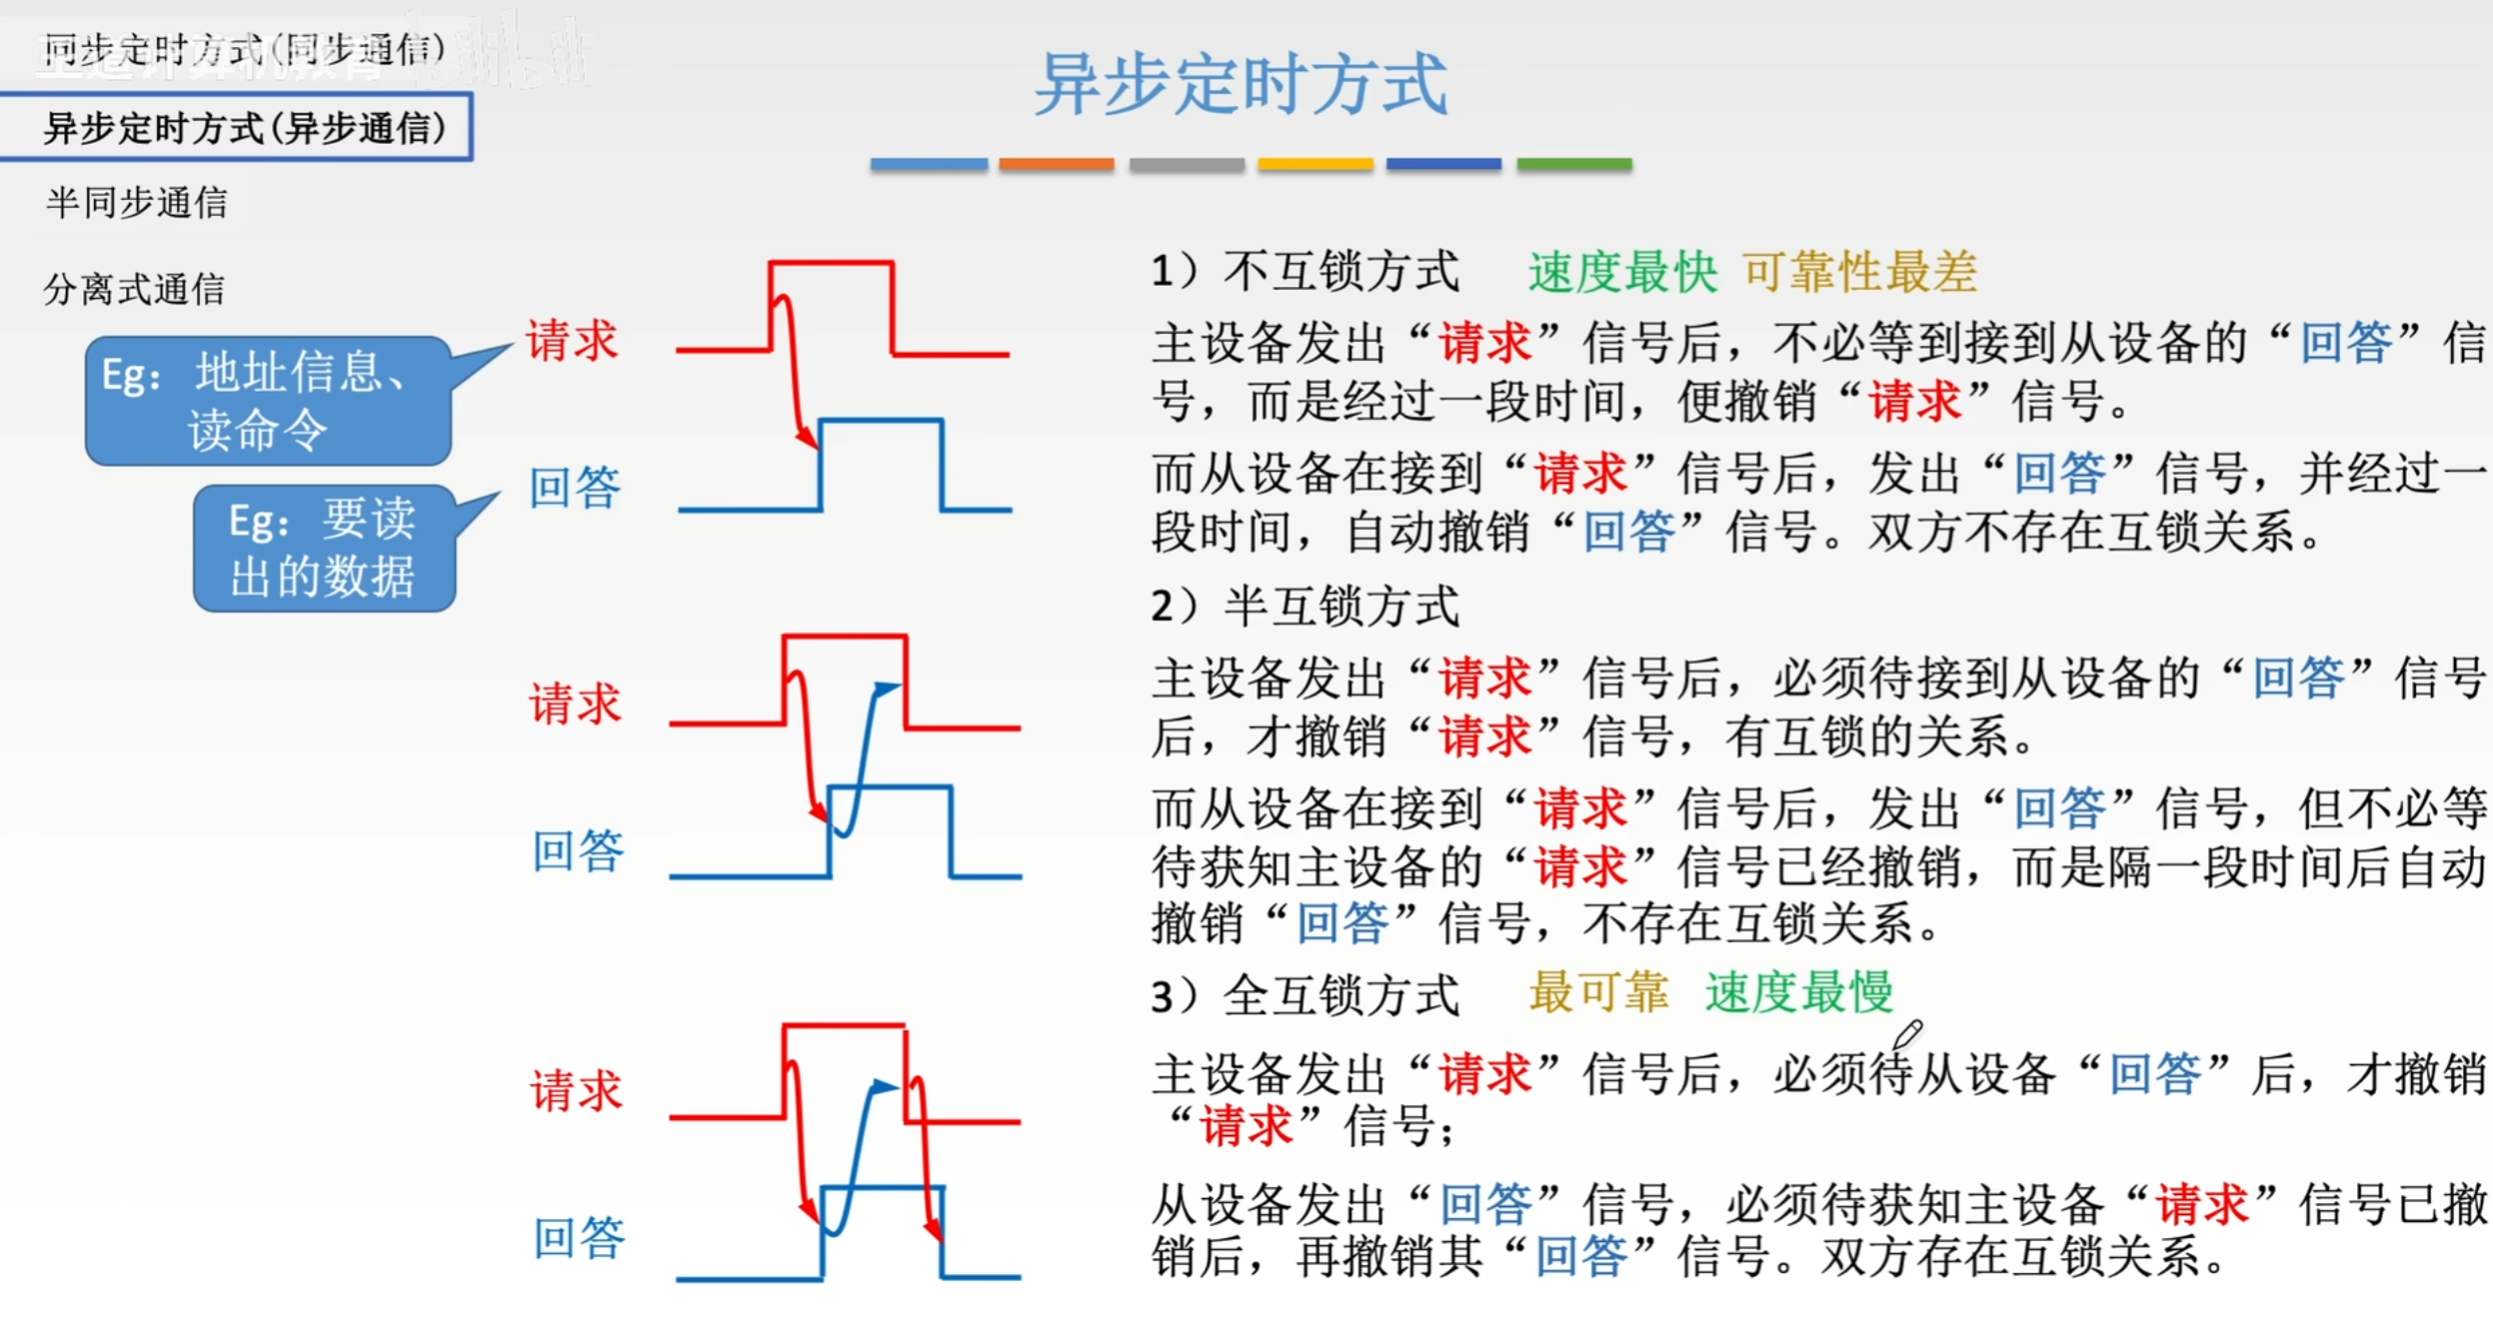 同步定时方式(同步通信)
王道计算机教育
异步定时方式(异步通信)
半同步通信
分离式通信
异步定时方式
Eg： 地址信息、
读命令
Eg： 要读
出的数据
请求
回答
请求
回答
请求
回答
1）不互锁方式 速度最快 可靠性最差
主设备发出“请求”信号后，不必等到接到从设备的“回答”信
号，而是经过一段时间，便撤销“请求”信号。
而从设备在接到“请求”信号后，发出“回答”信号，并经过一
段时间，自动撤销“回答”信号。双方不存在互锁关系。
2）半互锁方式
主设备发出“请求”信号后，必须待接到从设备的“回答”信号
后，才撤销“请求”信号，有互锁的关系。
而从设备在接到“请求”信号后，发出“回答”信号，但不必等
待获知主设备的“请求”信号已经撤销，而是隔一段时间后自动
撤销“回答”信号，不存在互锁关系。
3）全互锁方式 最可靠 速度最慢
主设备发出“请求”信号后，必须待从设备“回答”后，才撤销
“请求”信号；
从设备发出“回答”信号，必须待获知主设备“请求”信号已撤
销后，再撤销其“回答”信号。双方存在互锁关系。